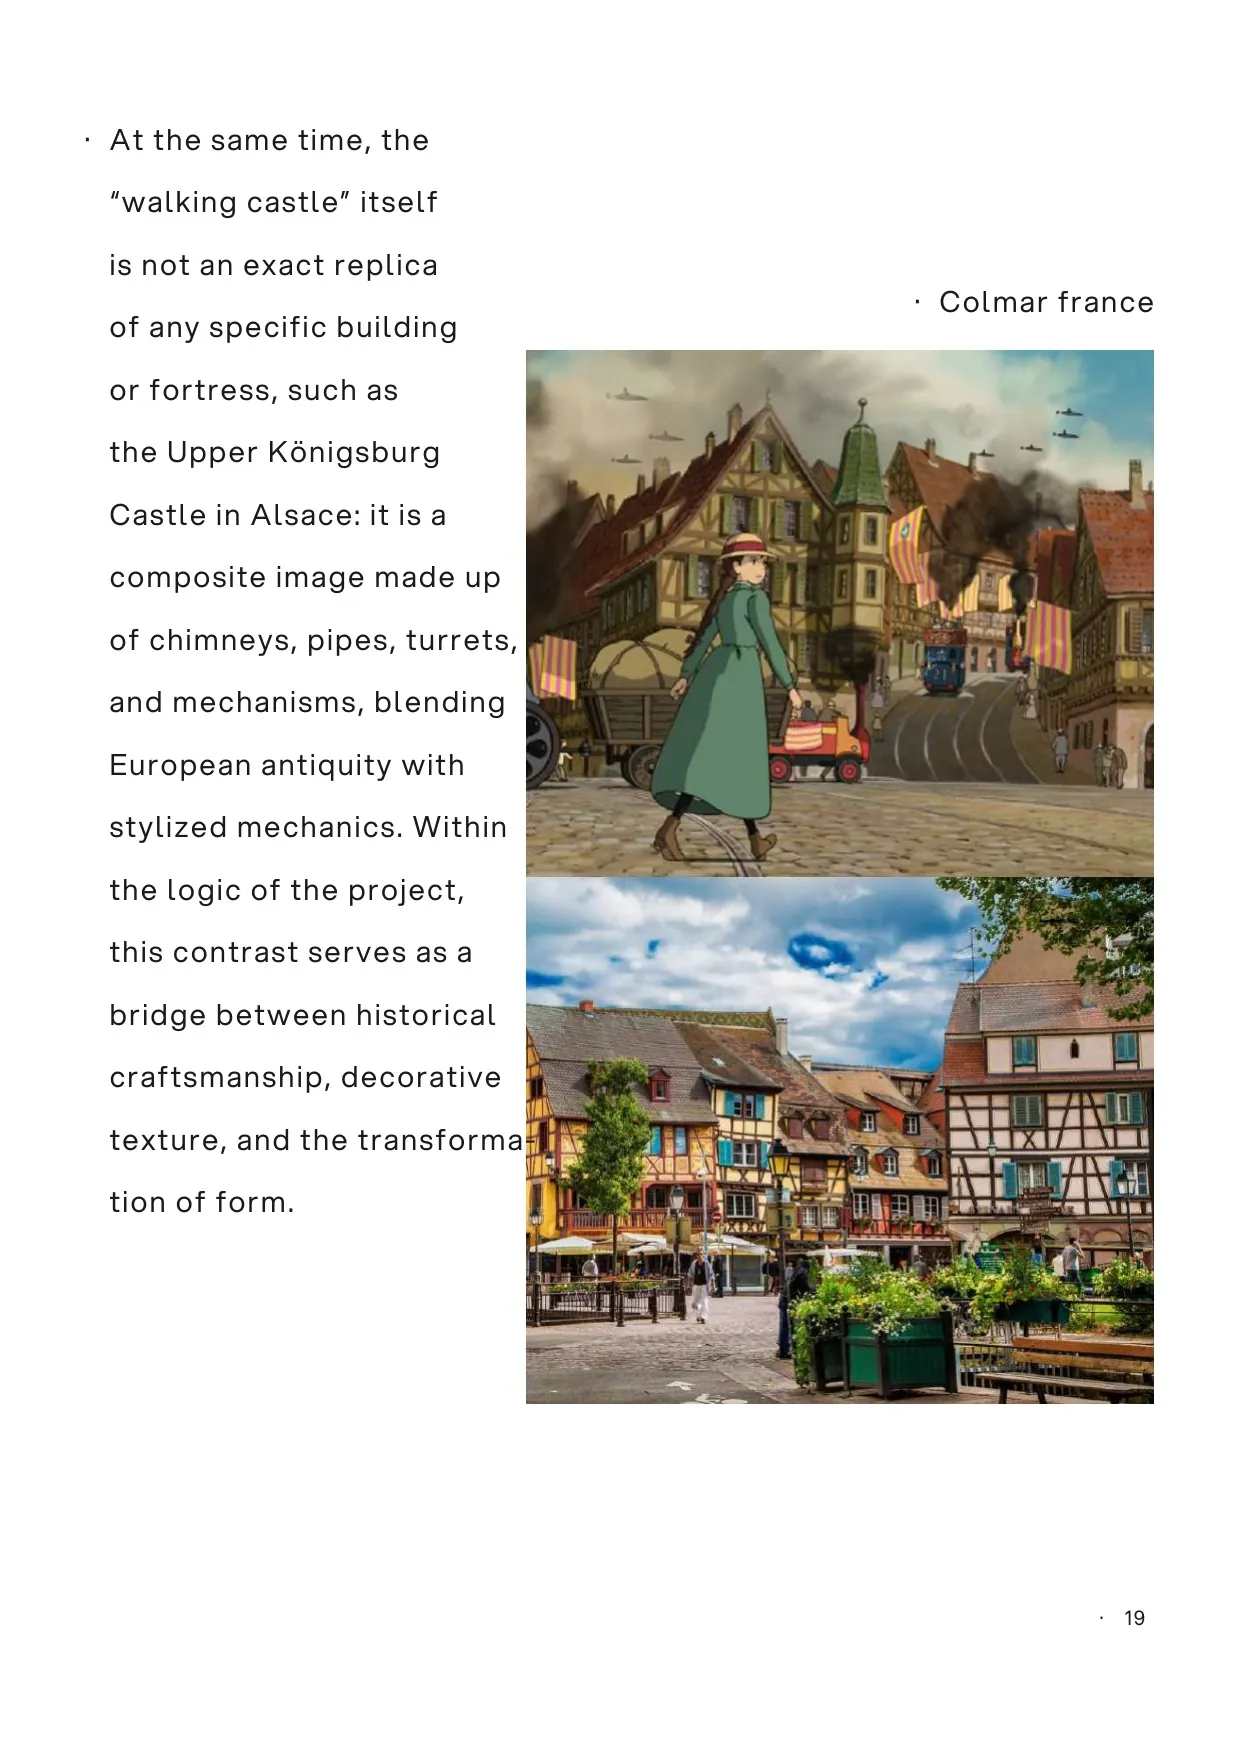 · At the same time, the
“walking castle” itself
is not an exact replica
of any specific building
or fortress, such as
the Upper Königsburg
Castle in Alsace: it is a
composite image made up
of chimneys, pipes, turrets,
and mechanisms, blending
European antiquity with
stylized mechanics. Within
the logic of the project,
this contrast serves as a
bridge between historical
craftsmanship, decorative
texture, and the transforma-
tion of form.
· Colmar france
21
· 19